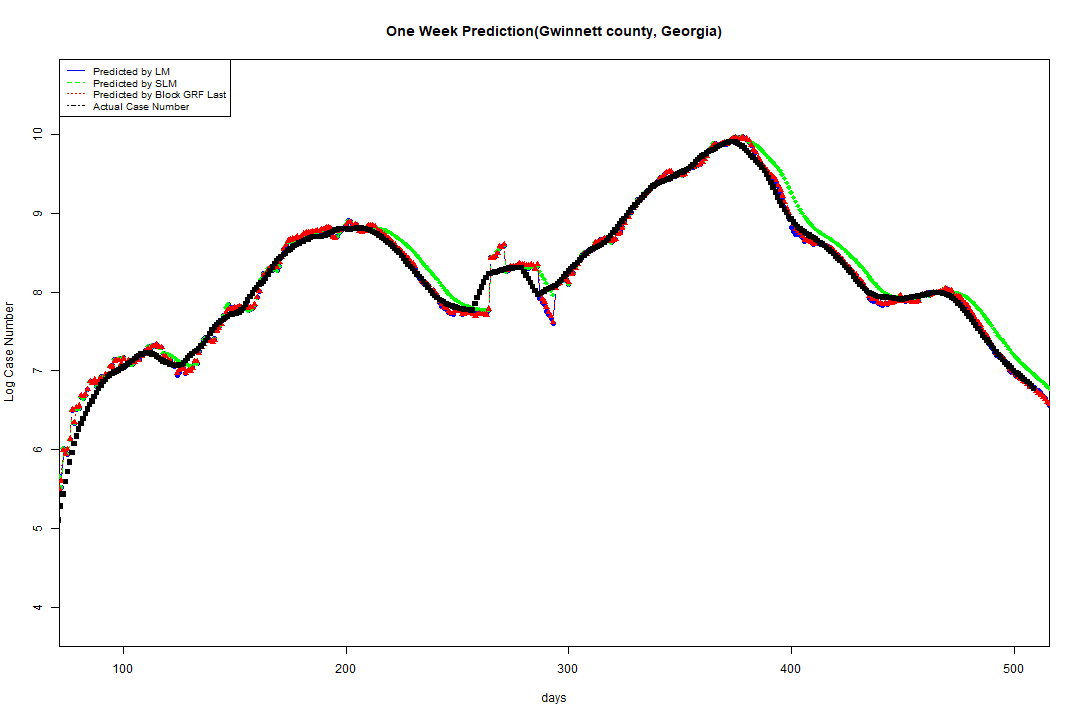 One Week Prediction(Gwinnett county, Georgia)
Predicted by LM
Predicted by SLM
Predicted by Block GRF Last
Actual Case Number
10
9
8
7
6
5
4
Log Case Number
100 200 300 400 500
days